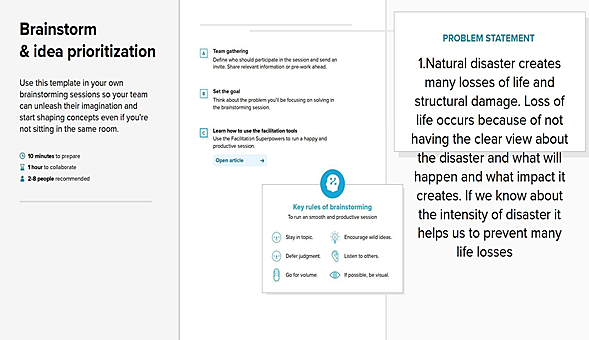 Brainstorm
& idea prioritization
Use this template in your own
brainstorming sessions so your team
can unleash their imagination and
start shaping concepts even if you're
not sitting in the same room.
10 minutes to prepare
1 hour to collaborate
2-8 people recommended
A
Team gathering
Define who should participate in the session and send an
invite. Share relevant information or pre-work ahead.
B
Set the goal
Think about the problem you'll be focusing on solving in
the brainstorming session.
C
Learn how to use the facilitation tools
Use the Facilitation Superpowers to run a happy and
productive session.
Open article →
Key rules of brainstorming
To run an smooth and productive session
Stay in topic.
Encourage wild ideas.
Defer judgment.
Listen to others.
Go for volume.
If possible, be visual.
PROBLEM STATEMENT
1.Natural disaster creates
many losses of life and
structural damage. Loss of
life occurs because of not
having the clear view about
the disaster and what will
happen and what impact it
creates. If we know about
the intensity of disaster it
helps us to prevent many
life losses